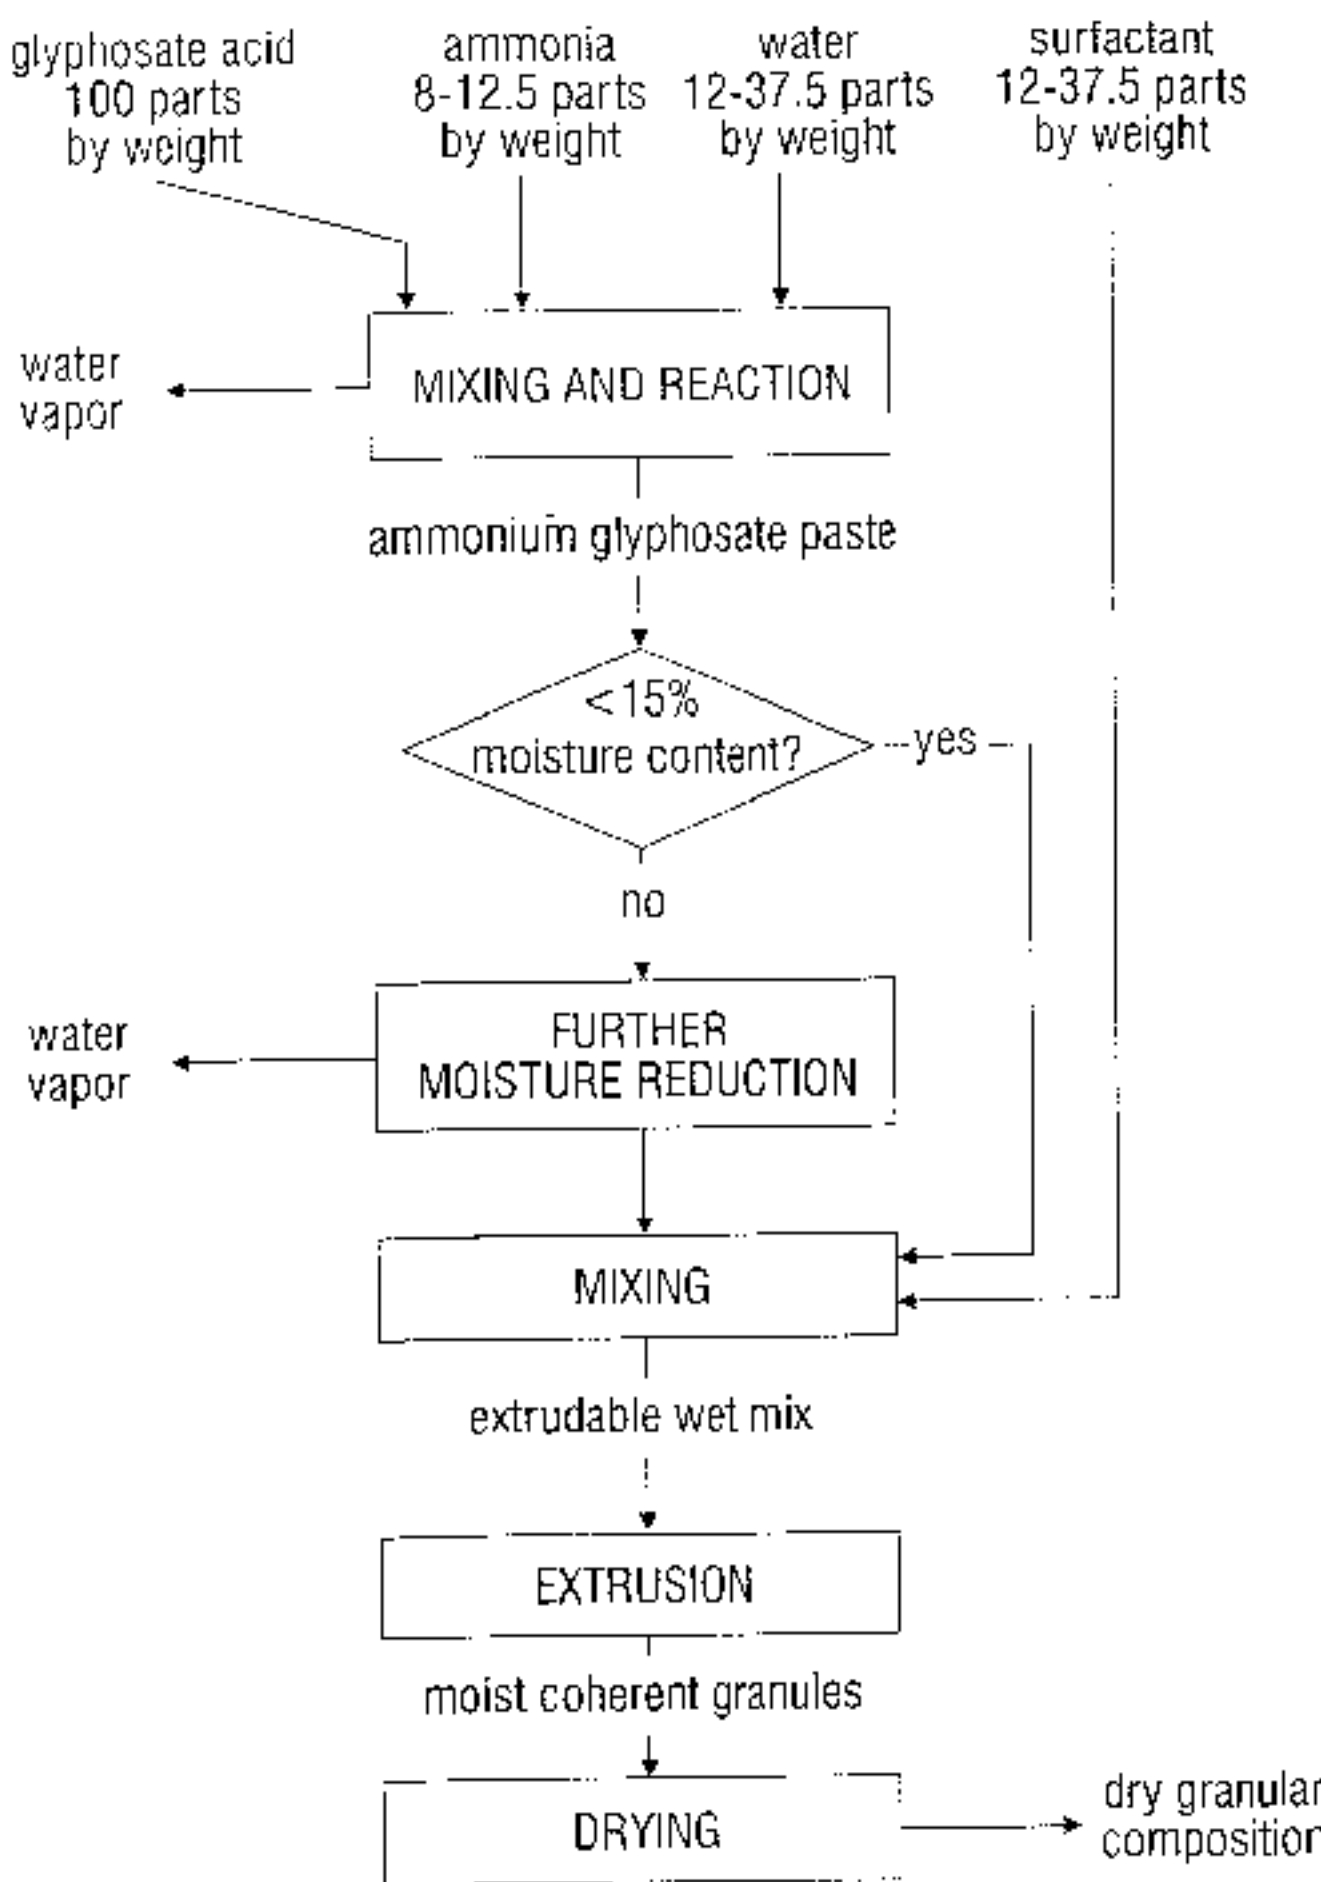 glyphosate acid
100 parts
by weight
ammonia
8-12.5 parts
by weight
water
12-37.5 parts
by weight
surfactant
12-37.5 parts
by weight
water
vapor
MIXING AND REACTION
ammonium glyphosate paste
<15%
moisture content?
yes
no
water
vapor
FURTHER
MOISTURE REDUCTION
MIXING
extrudable wet mix
EXTRUSION
moist coherent granules
DRYING
dry granular
composition